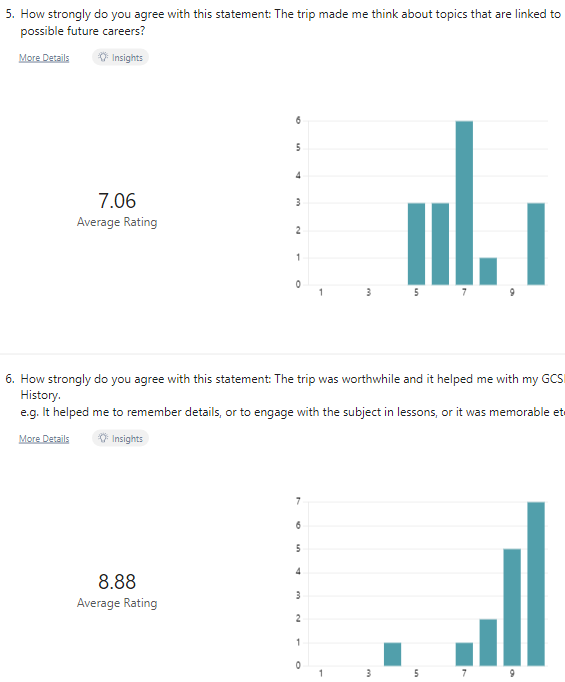 5. How strongly do you agree with this statement: The trip made me think about topics that are linked to
possible future careers?
More Details
Insights
6
5
4
3
2
1
0
1 3 5 7 9
7.06
Average Rating
6. How strongly do you agree with this statement: The trip was worthwhile and it helped me with my GCS
History.
e.g. It helped me to remember details, or to engage with the subject in lessons, or it was memorable et
More Details
Insights
7
6
5
4
3
2
1
0
1 3 5 7 9
8.88
Average Rating